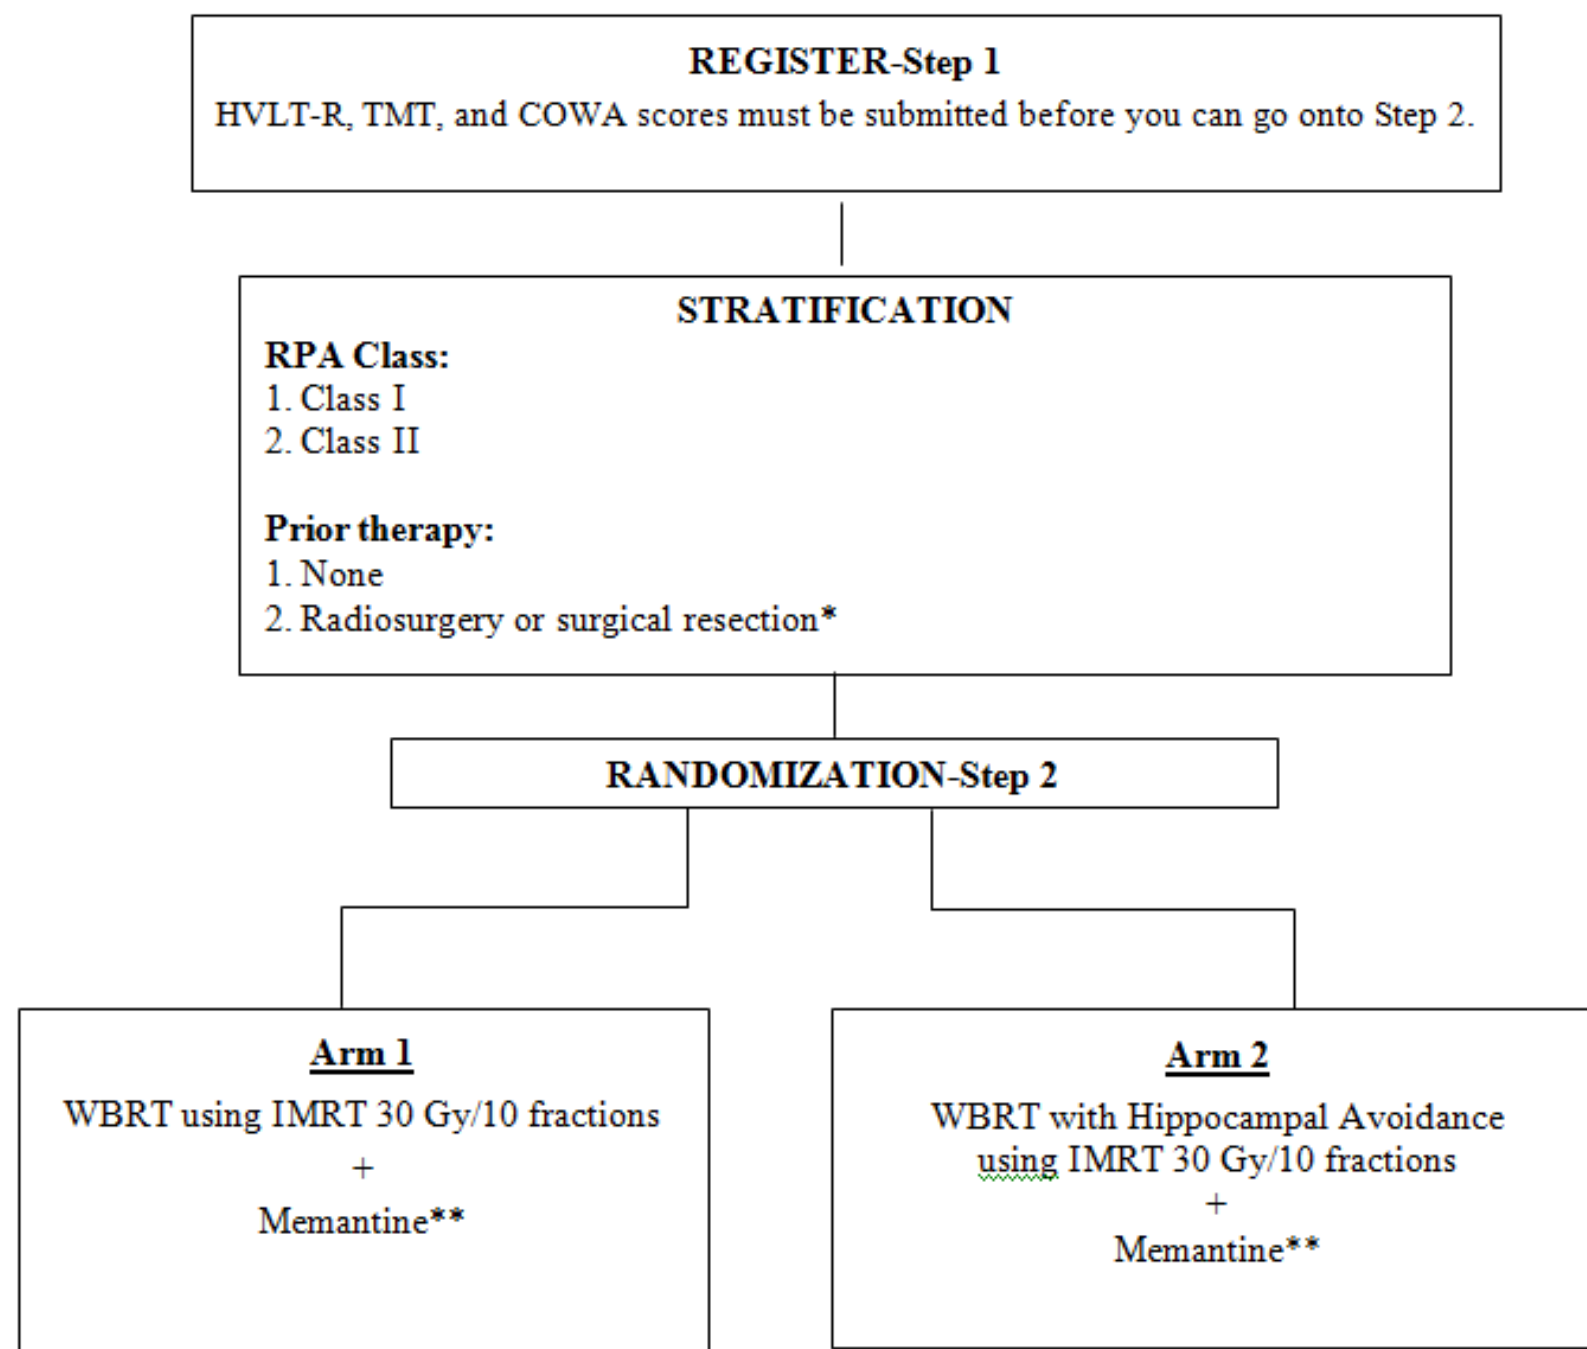 REGISTER-Step 1
HVLT-R, TMT, and COWA scores must be submitted before you can go onto Step 2.
STRATIFICATION
RPA Class:
1. Class I
2. Class II
Prior therapy:
1. None
2. Radiosurgery or surgical resection*
RANDOMIZATION-Step 2
Arm 1
WBRT using IMRT 30 Gy/10 fractions
+
Memantine**
Arm 2
WBRT with Hippocampal Avoidance
using IMRT 30 Gy/10 fractions
+
Memantine**